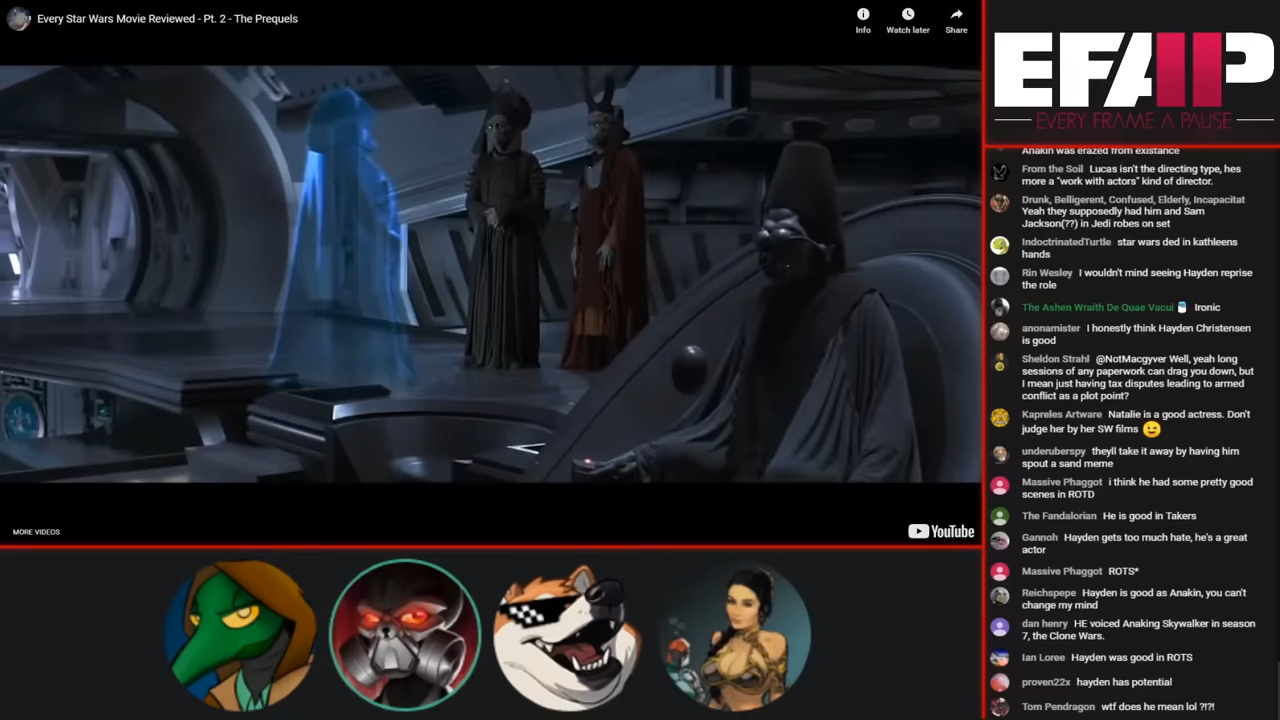 Every Star Wars Movie Reviewed - Pt. 2 - The Prequels
Info
Watch later
Share
MORE VIDEOS
YouTube
EFAP
EVERY FRAME A PAUSE
Anakin was erazed from existance
From the Soil Lucas isn't the directing type, hes
more a "work with actors" kind of director.
Drunk, Belligerent, Confused, Elderly, Incapacitat
Yeah they supposedly had him and Sam
Jackson(??) in Jedi robes on set
IndoctrinatedTurtle star wars ded in kathleens
hands
Rin Wesley I wouldn't mind seeing Hayden reprise
the role
The Ashen Wraith De Quae Vacui Ironic
anonamister I honestly think Hayden Christensen
is good
Sheldon Strahl @NotMacgyver Well, yeah long
sessions of any paperwork can drag you down, but
I mean just having tax disputes leading to armed
conflict as a plot point?
Kapreles Artware Natalie is a good actress. Don't
judge her by her SW films 😉
underuberspy theyll take it away by having him
spout a sand meme
Massive Phaggot i think he had some pretty good
scenes in ROTD
The Fandalorian He is good in Takers
Gannoh Hayden gets too much hate, he's a great
actor
Massive Phaggot ROTS*
Reichspepe Hayden is good as Anakin, you can't
change my mind
dan henry HE voiced Anaking Skywalker in season
7, the Clone Wars.
Ian Loree Hayden was good in ROTS
proven22x hayden has potential
Tom Pendragon wtf does he mean lol ?!?!